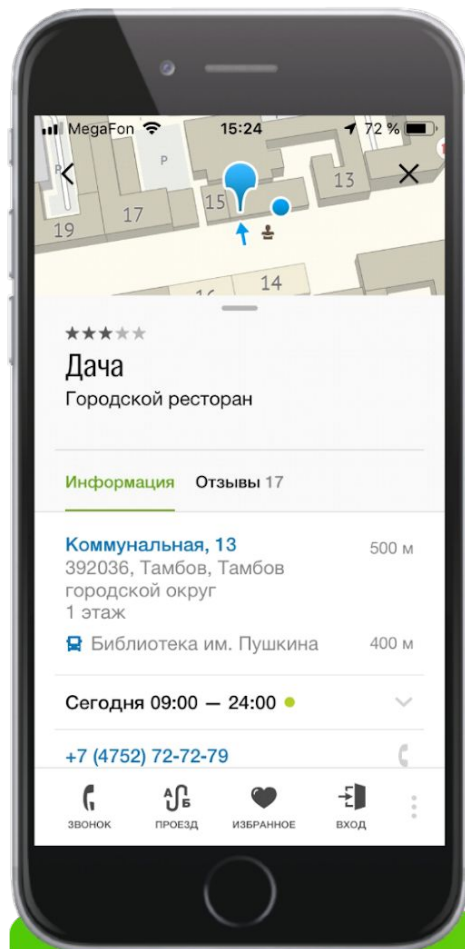 MegaFon 15:24 72 %
P
P
13
15
17
19
14
★★★★★
Дача
Городской ресторан
Информация Отзывы 17
Коммунальная, 13 500 м
392036, Тамбов, Тамбов
городской округ
1 этаж
Библиотека им. Пушкина 400 м
Сегодня 09:00 — 24:00
+7 (4752) 72-72-79
А Б
ЗВОНОК ПРОЕЗД ИЗБРАННОЕ ВХОД